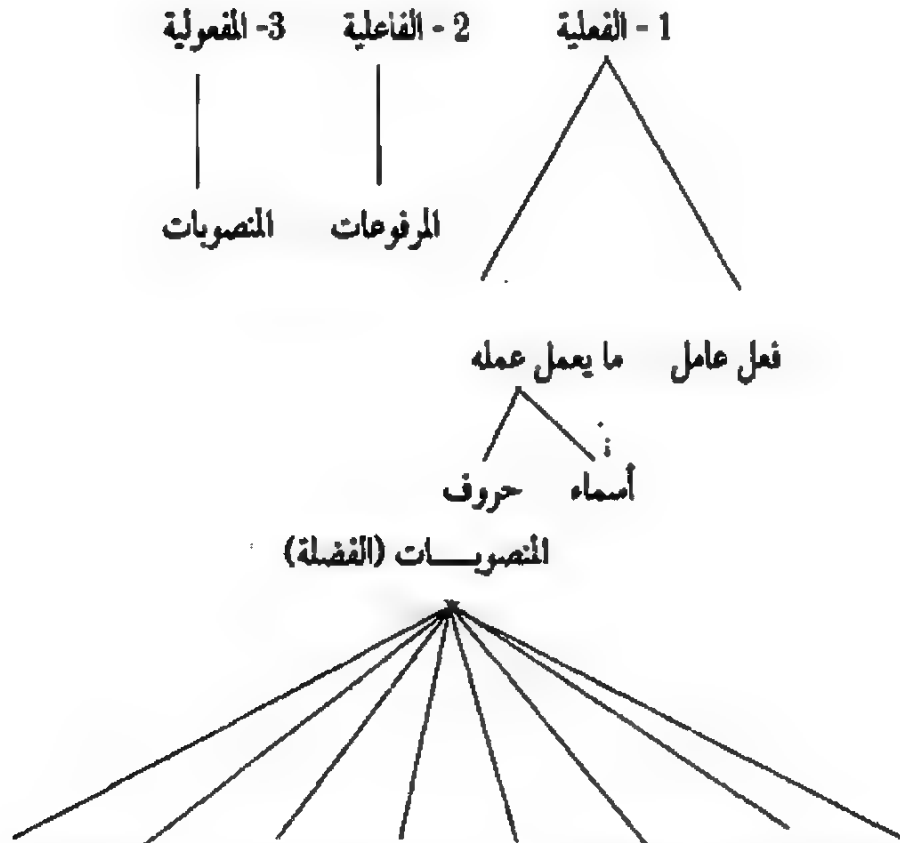 1 - الفعلية 2 - الفاعلية 3- المفعولية
المرفوعات المنصوبات
فعل عامل ما يعمل عمله
أسماء حروف
المنصوبـــات (الفضلة)